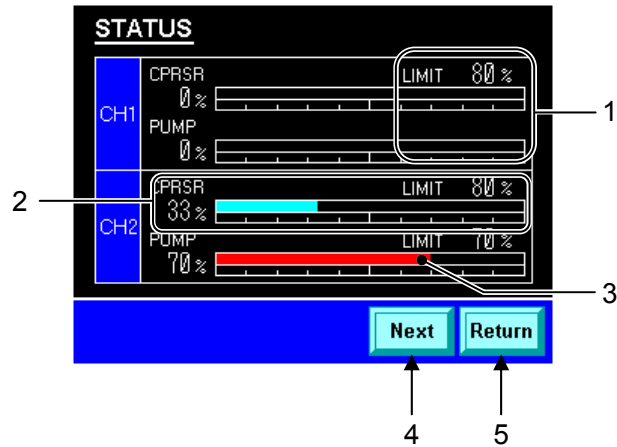 STATUS
CPRSR LIMIT 80 %
0 %
CH1
1
PUMP
0 %
2
CPRSR LIMIT 80 %
33 %
CH2
PUMP LIMIT 70 %
70 %
3
Next Return
4 5